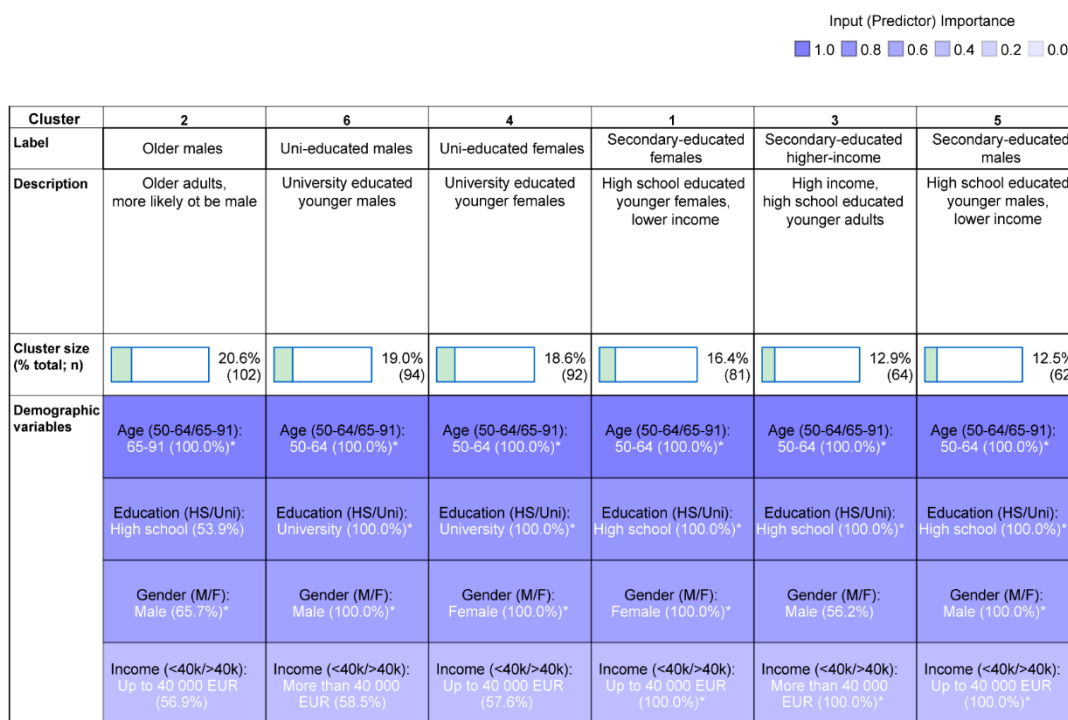 Input (Predictor) Importance
1.0 0.8 0.6 0.4 0.2 0.0
Cluster 2 6 4 1 3 5
Label Older males Uni-educated males Uni-educated females Secondary-educated females Secondary-educated higher-income Secondary-educated males
Description Older adults, more likely ot be male University educated younger males University educated younger females High school educated younger females, lower income High income, high school educated younger adults High school educated younger males, lower income
Cluster size (% total; n) 20.6% (102) 19.0% (94) 18.6% (92) 16.4% (81) 12.9% (64) 12.5% (62
Demographic variables
Age (50-64/65-91): 65-91 (100.0%)* Age (50-64/65-91): 50-64 (100.0%)* Age (50-64/65-91): 50-64 (100.0%)* Age (50-64/65-91): 50-64 (100.0%)* Age (50-64/65-91): 50-64 (100.0%)* Age (50-64/65-91): 50-64 (100.0%)*
Education (HS/Uni): High school (53.9%) Education (HS/Uni): University (100.0%)* Education (HS/Uni): University (100.0%)* Education (HS/Uni): High school (100.0%)* Education (HS/Uni): High school (100.0%)* Education (HS/Uni): High school (100.0%)*
Gender (M/F): Male (65.7%)* Gender (M/F): Male (100.0%)* Gender (M/F): Female (100.0%)* Gender (M/F): Female (100.0%)* Gender (M/F): Male (56.2%) Gender (M/F): Male (100.0%)*
Income (<40k/>40k): Up to 40 000 EUR (56.9%) Income (<40k/>40k): More than 40 000 EUR (58.5%) Income (<40k/>40k): Up to 40 000 EUR (57.6%) Income (<40k/>40k): Up to 40 000 EUR (100.0%)* Income (<40k/>40k): More than 40 000 EUR (100.0%)* Income (<40k/>40k): Up to 40 000 EUR (100.0%)*